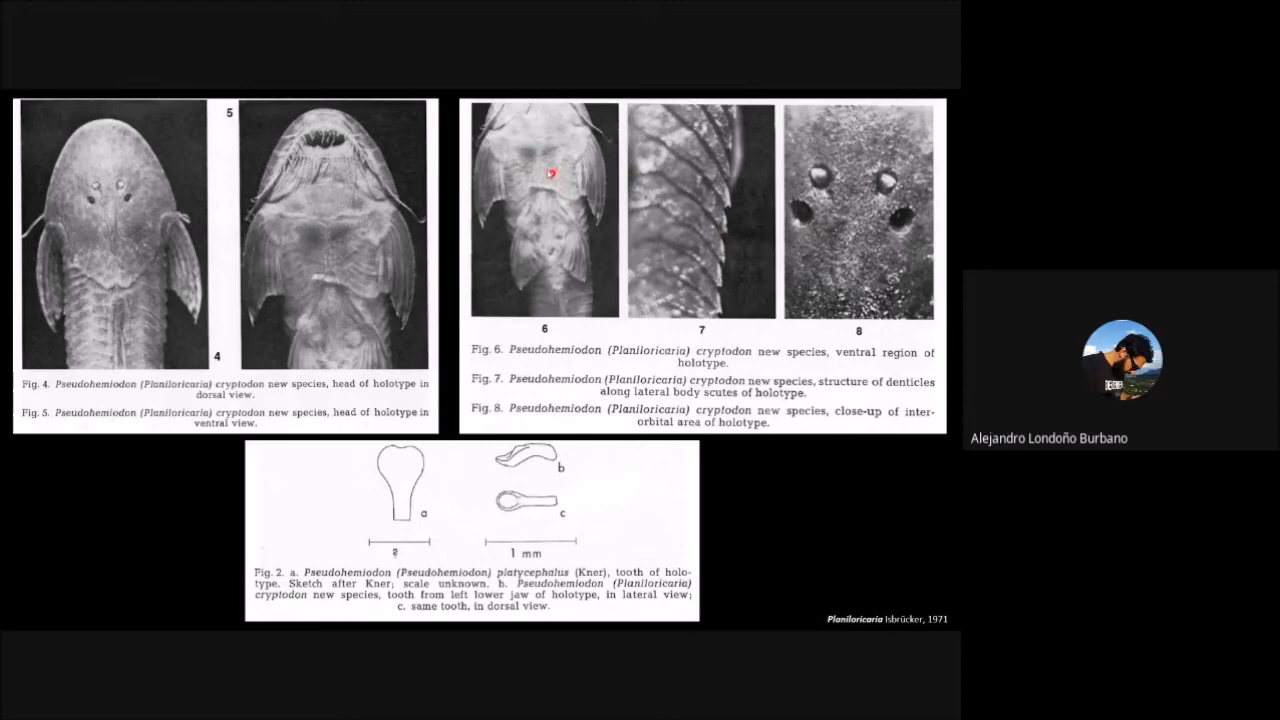 5
4
Fig. 4. Pseudohemiodon (Planiloricaria) cryptodon new species, head of holotype in
dorsal view.
Fig. 5. Pseudohemiodon (Planiloricaria) cryptodon new species, head of holotype in
ventral view.
6 7 8
Fig. 6. Pseudohemiodon (Planiloricaria) cryptodon new species, ventral region of
holotype.
Fig. 7. Pseudohemiodon (Planiloricaria) cryptodon new species, structure of denticles
along lateral body scutes of holotype.
Fig. 8. Pseudohemiodon (Planiloricaria) cryptodon new species, close-up of inter-
orbital area of holotype.
a
b
c
?
1 mm
Fig. 2. a. Pseudohemiodon (Pseudohemiodon) platycephalus (Kner), tooth of holo-
type. Sketch after Kner; scale unknown. b. Pseudohemiodon (Planiloricaria)
cryptodon new species, tooth from left lower jaw of holotype, in lateral view;
c. same tooth, in dorsal view.
Planiloricaria Isbrücker, 1971
Alejandro Londoño Burbano